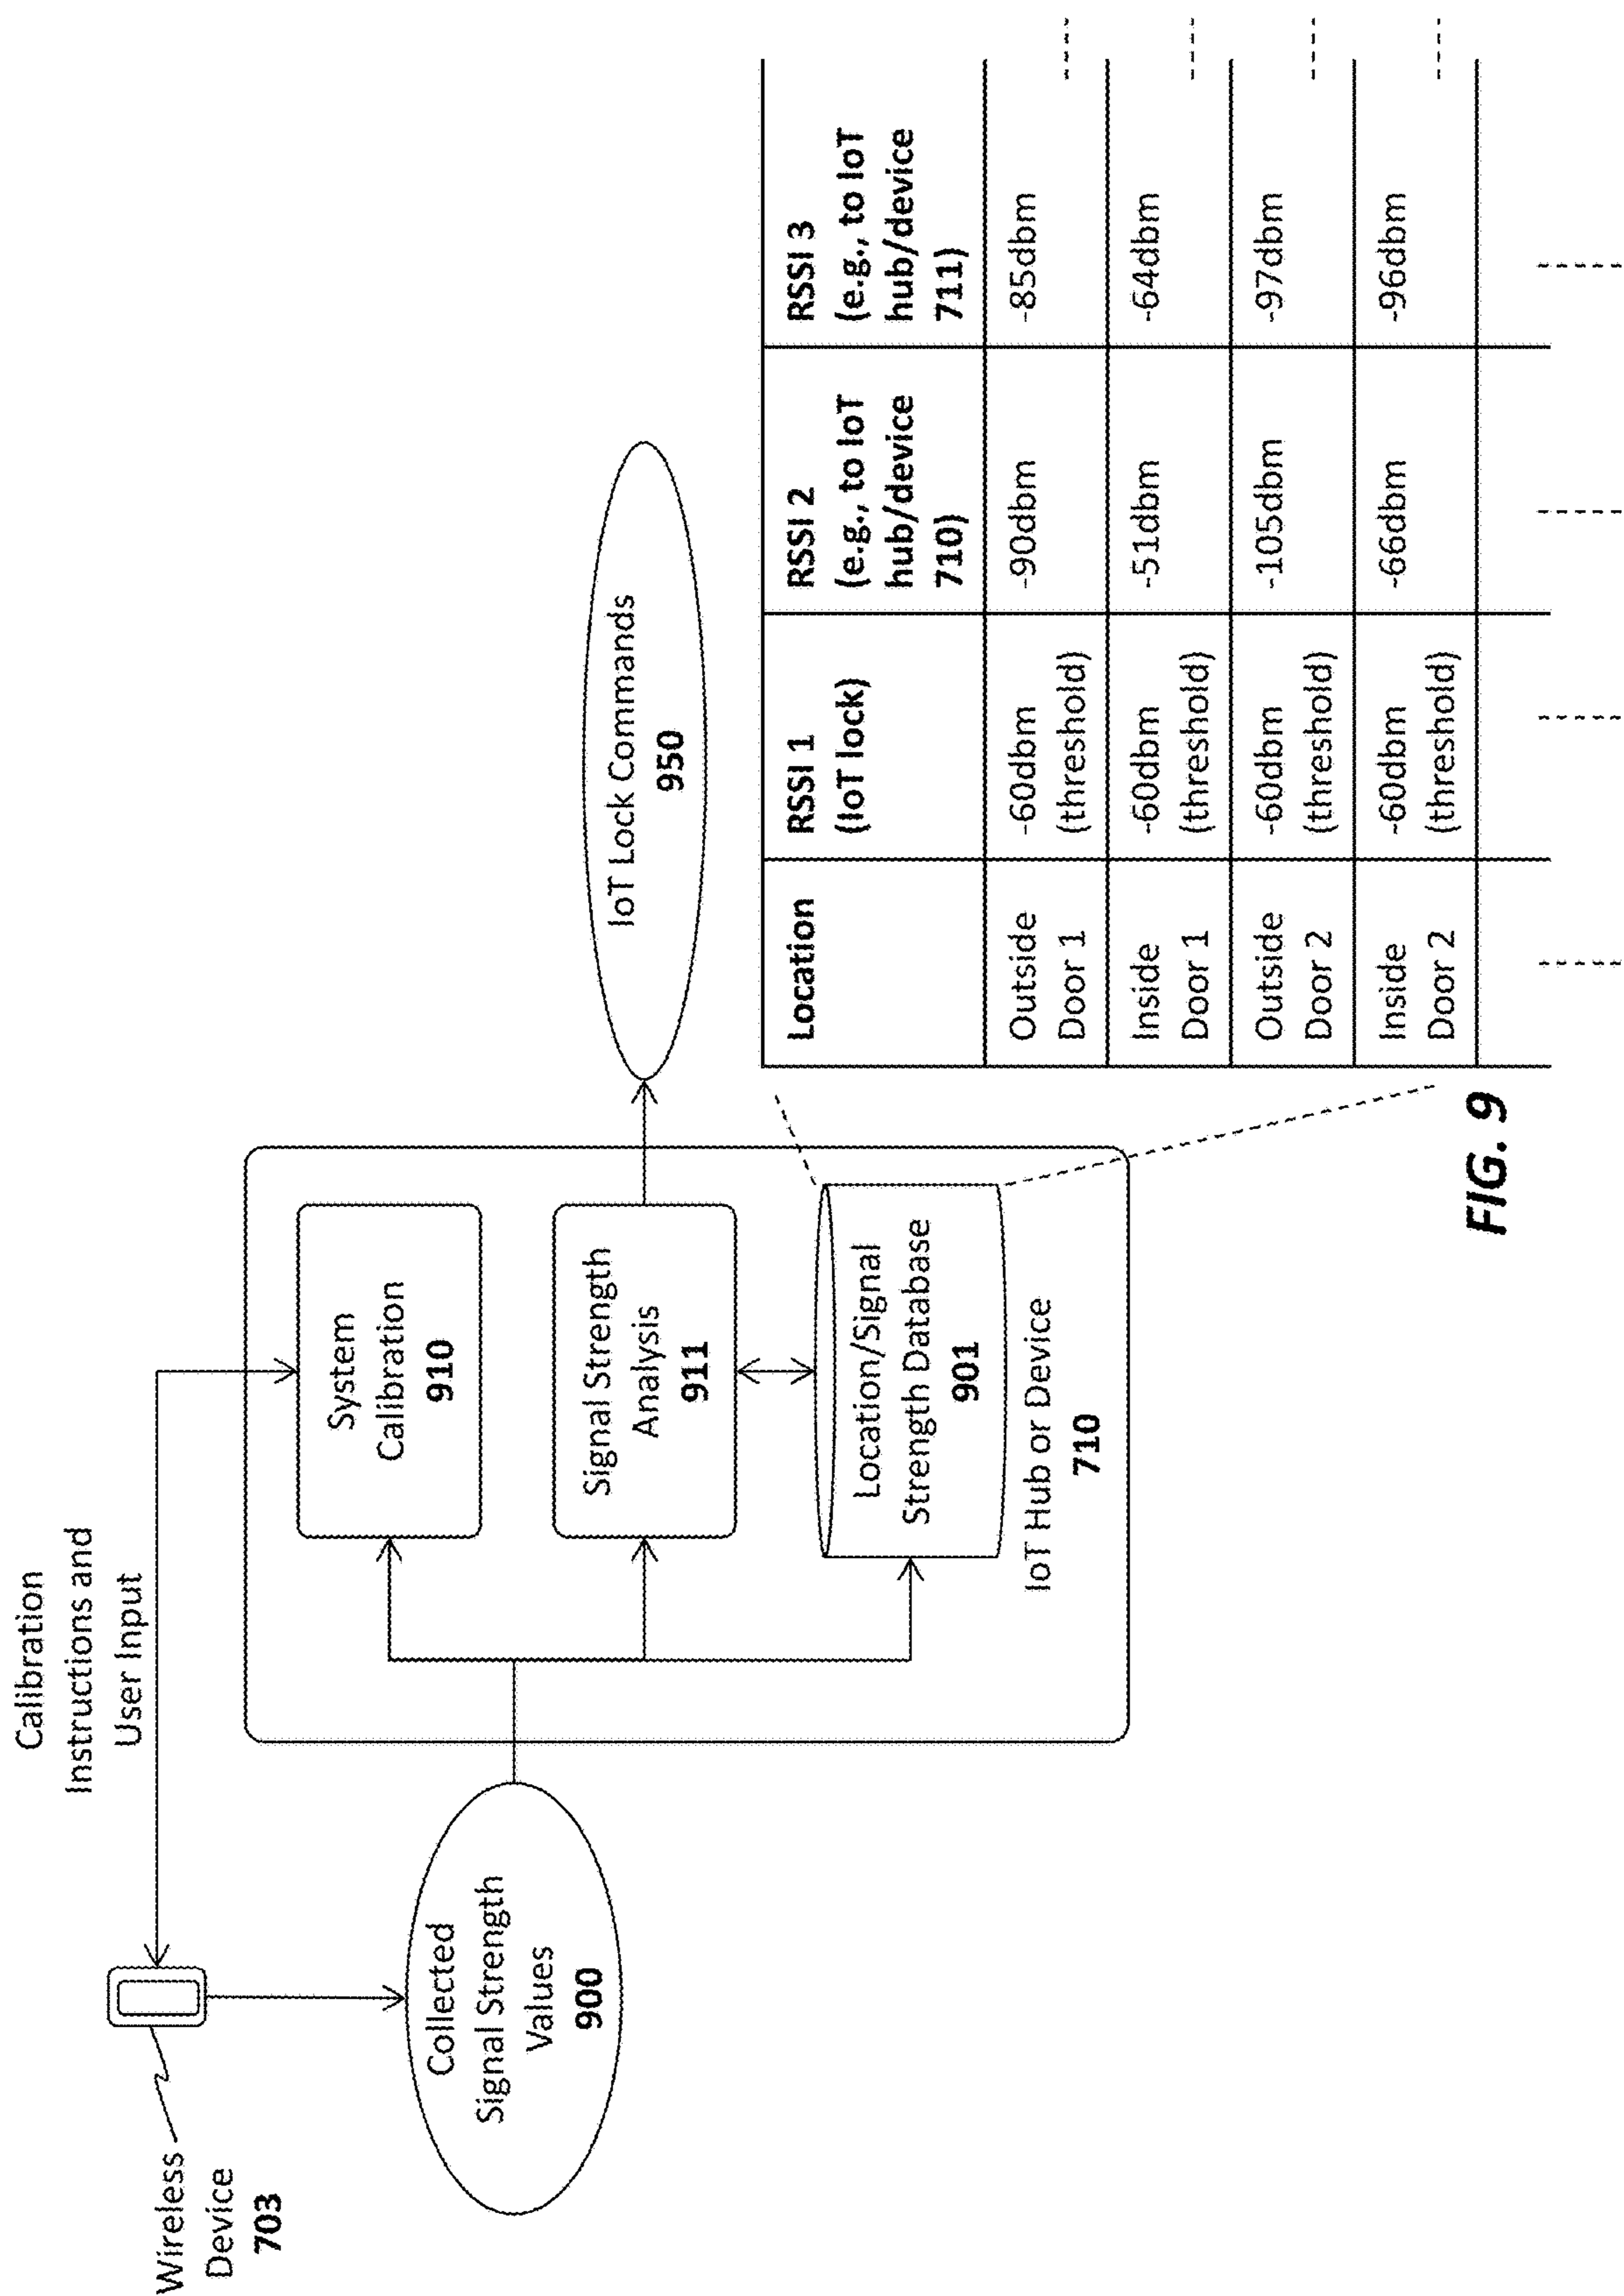 Calibration
Instructions and
User Input
Wireless
Device
703
Collected
Signal Strength
Values
900
System
Calibration
910
Signal Strength
Analysis
911
Location/Signal
Strength Database
901
IoT Hub or Device
710
IoT Lock Commands
950
Location
RSSI 1
(IoT lock)
RSSI 2
(e.g., to IoT
hub/device
710)
RSSI 3
(e.g., to IoT
hub/device
711)
Outside
Door 1
-60dbm
(threshold)
-90dbm
-85dbm
Inside
Door 1
-60dbm
(threshold)
-51dbm
-64dbm
Outside
Door 2
-60dbm
(threshold)
-105dbm
-97dbm
Inside
Door 2
-60dbm
(threshold)
-66dbm
-96dbm
FIG. 9